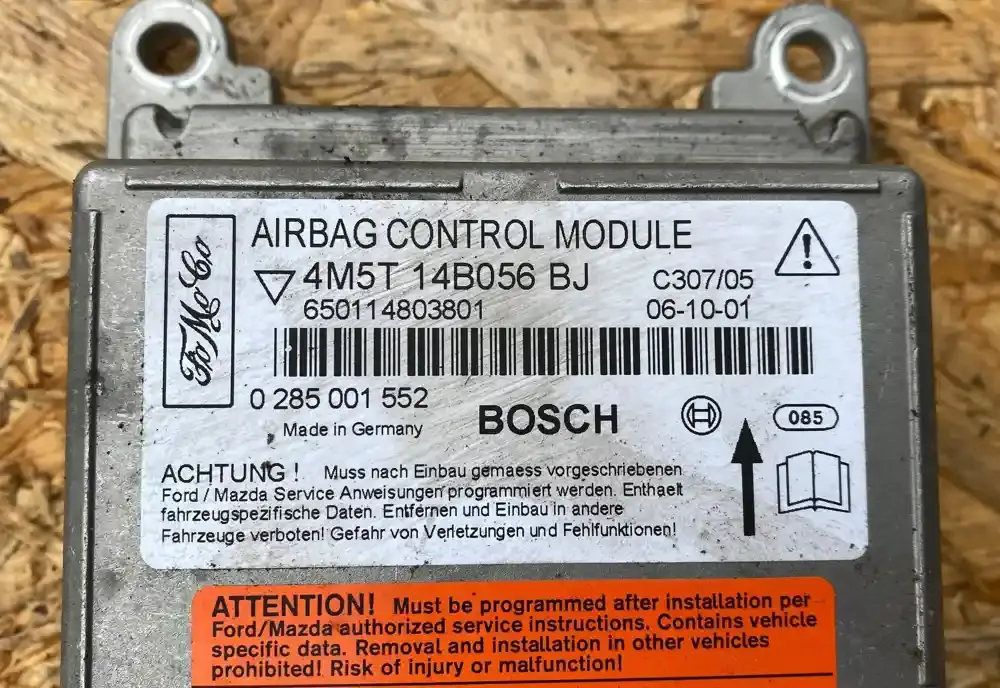 FoMoCo
AIRBAG CONTROL MODULE
4M5T 14B056 BJ
C307/05
650114803801
06-10-01
0 285 001 552
Made in Germany
BOSCH
085
ACHTUNG! Muss nach Einbau gemaess vorgeschriebenen
Ford / Mazda Service Anweisungen programmiert werden. Enthaelt
fahrzeugspezifische Daten. Entfernen und Einbau in andere
Fahrzeuge verboten! Gefahr von Verletzungen und Fehlfunktionen!
ATTENTION! Must be programmed after installation per
Ford/Mazda authorized service instructions. Contains vehicle
specific data. Removal and installation in other vehicles
prohibited! Risk of injury or malfunction!